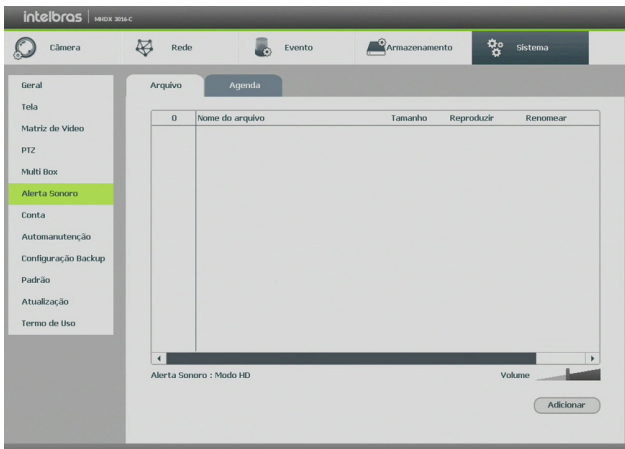 intelbras MHDX 3016-C
Câmera Rede Evento Armazenamento Sistema
Geral
Tela
Matriz de Vídeo
PTZ
Multi Box
Alerta Sonoro
Conta
Automanutenção
Configuração Backup
Padrão
Atualização
Termo de Uso
Arquivo Agenda
0 Nome do arquivo Tamanho Reproduzir Renomear
Alerta Sonoro : Modo HD Volume
Adicionar